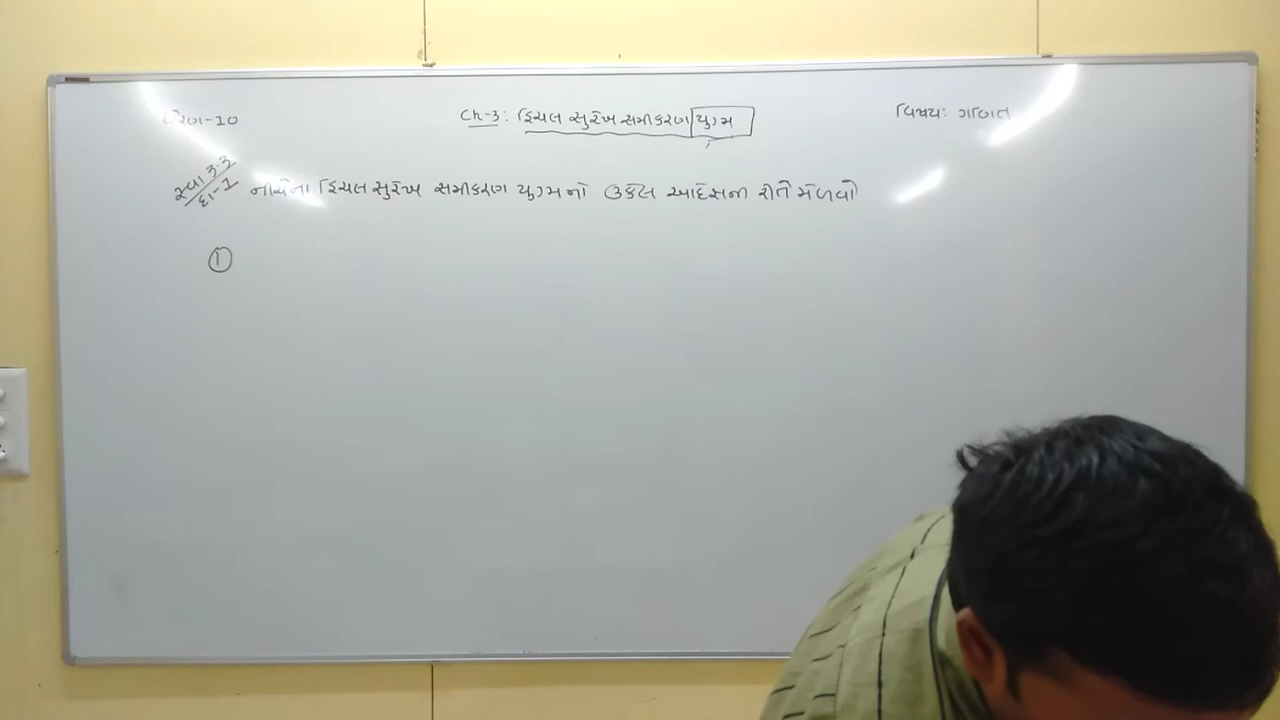 ધોરણ-10 Ch-3: દ્વિચલ સુરેખ સમીકરણ યુગ્મ વિષય: ગણિત
સ્વા 3.3 દા-1 નીચેના દ્વિચલ સુરેખ સમીકરણ યુગ્મનો ઉકેલ આદેશની રીતે મેળવો
①